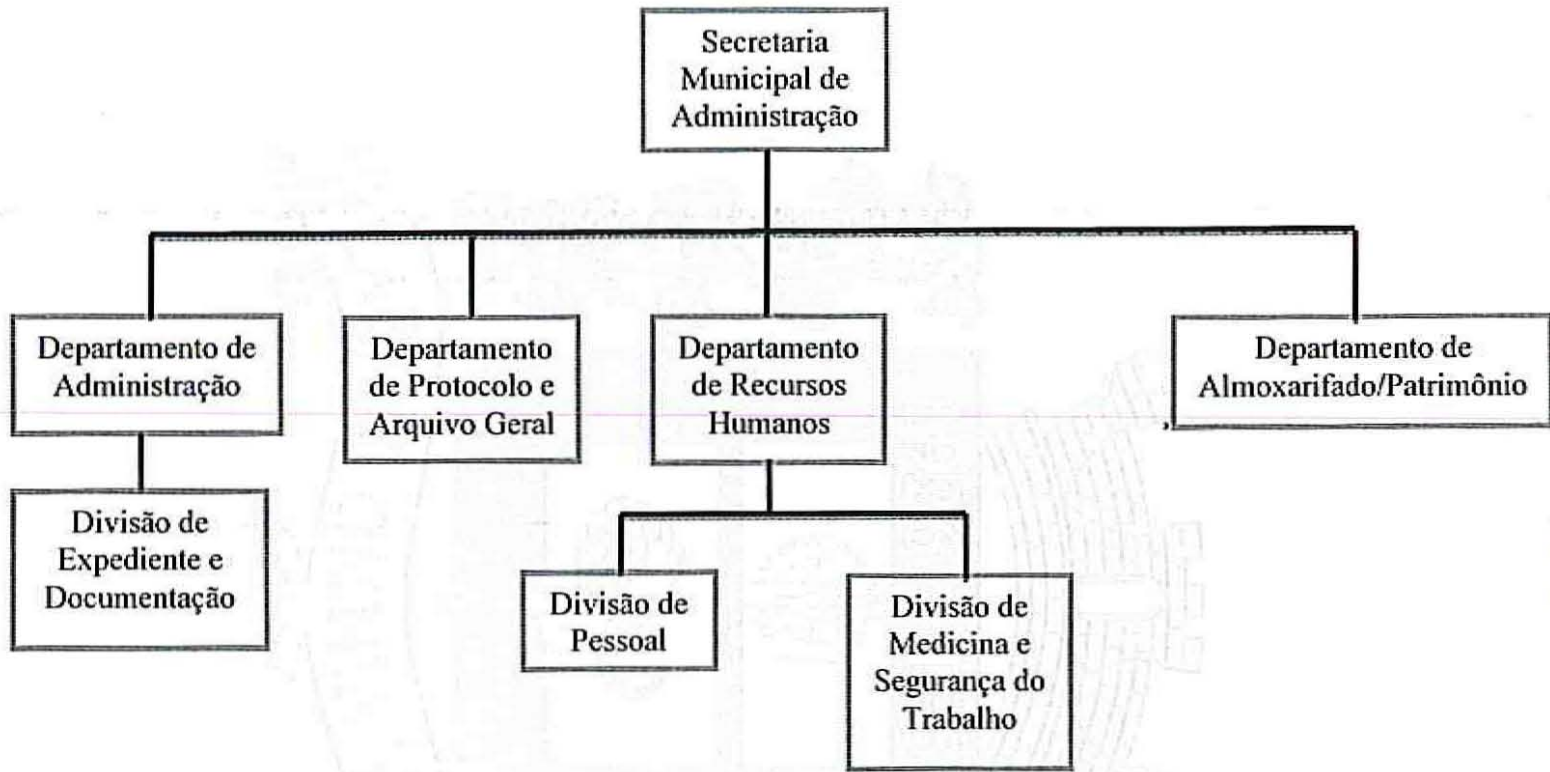 Secretaria
Municipal de
Administração
Departamento de
Administração
Departamento
de Protocolo e
Arquivo Geral
Departamento
de Recursos
Humanos
Departamento de
Almoxarifado/Patrimônio
Divisão de
Expediente e
Documentação
Divisão de
Pessoal
Divisão de
Medicina e
Segurança do
Trabalho